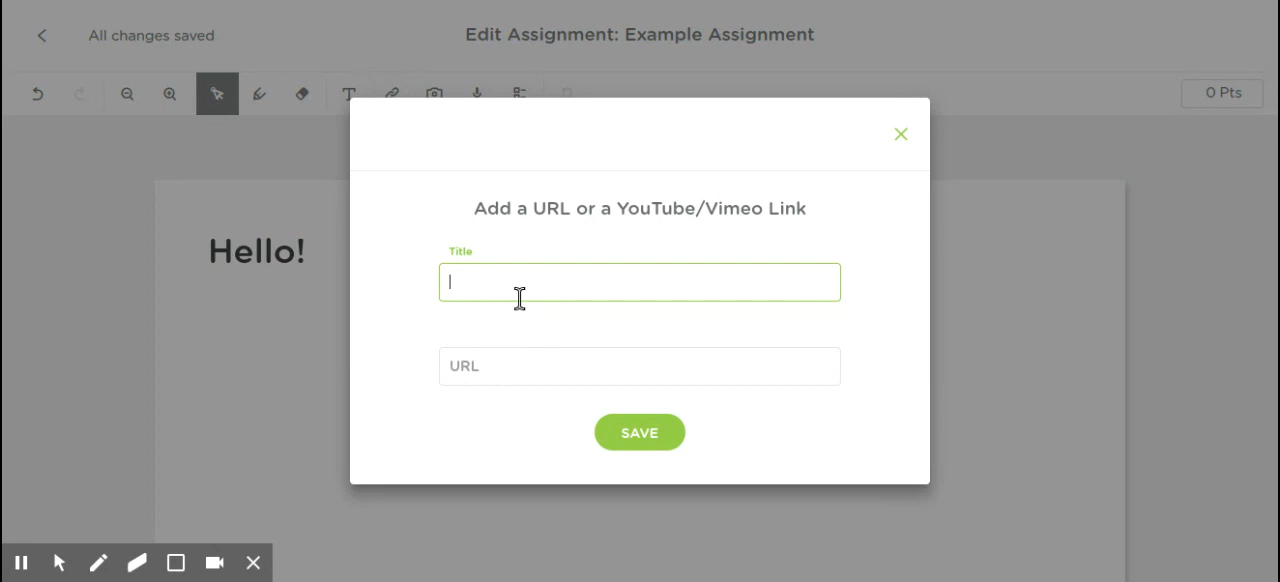 All changes saved
Edit Assignment: Example Assignment
T
0 Pts
Add a URL or a YouTube/Vimeo Link
Hello!
Title
URL
SAVE